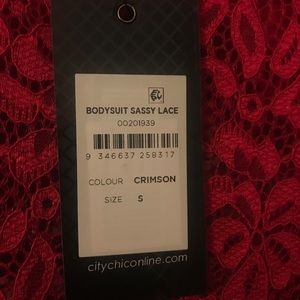 BODYSUIT SASSY LACE
00201939
9 346637 258317
COLOUR CRIMSON
SIZE S
citychiconline.com